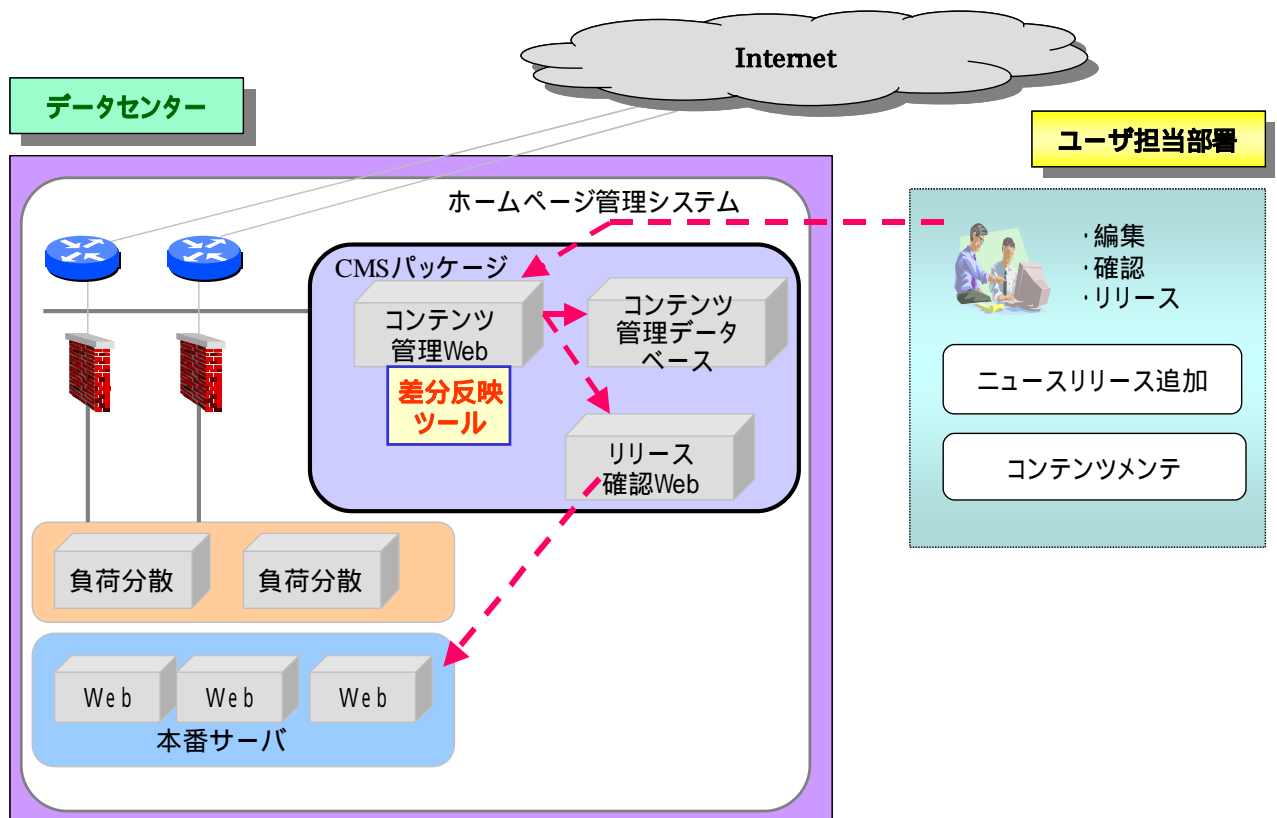 Internet
データセンター
ユーザ担当部署
ホームページ管理システム
CMSパッケージ
コンテンツ
管理Web
コンテンツ
管理データ
ベース
差分反映
ツール
リリース
確認Web
・編集
・確認
・リリース
ニュースリリース追加
コンテンツメンテ
負荷分散
負荷分散
Web
Web
Web
本番サーバ